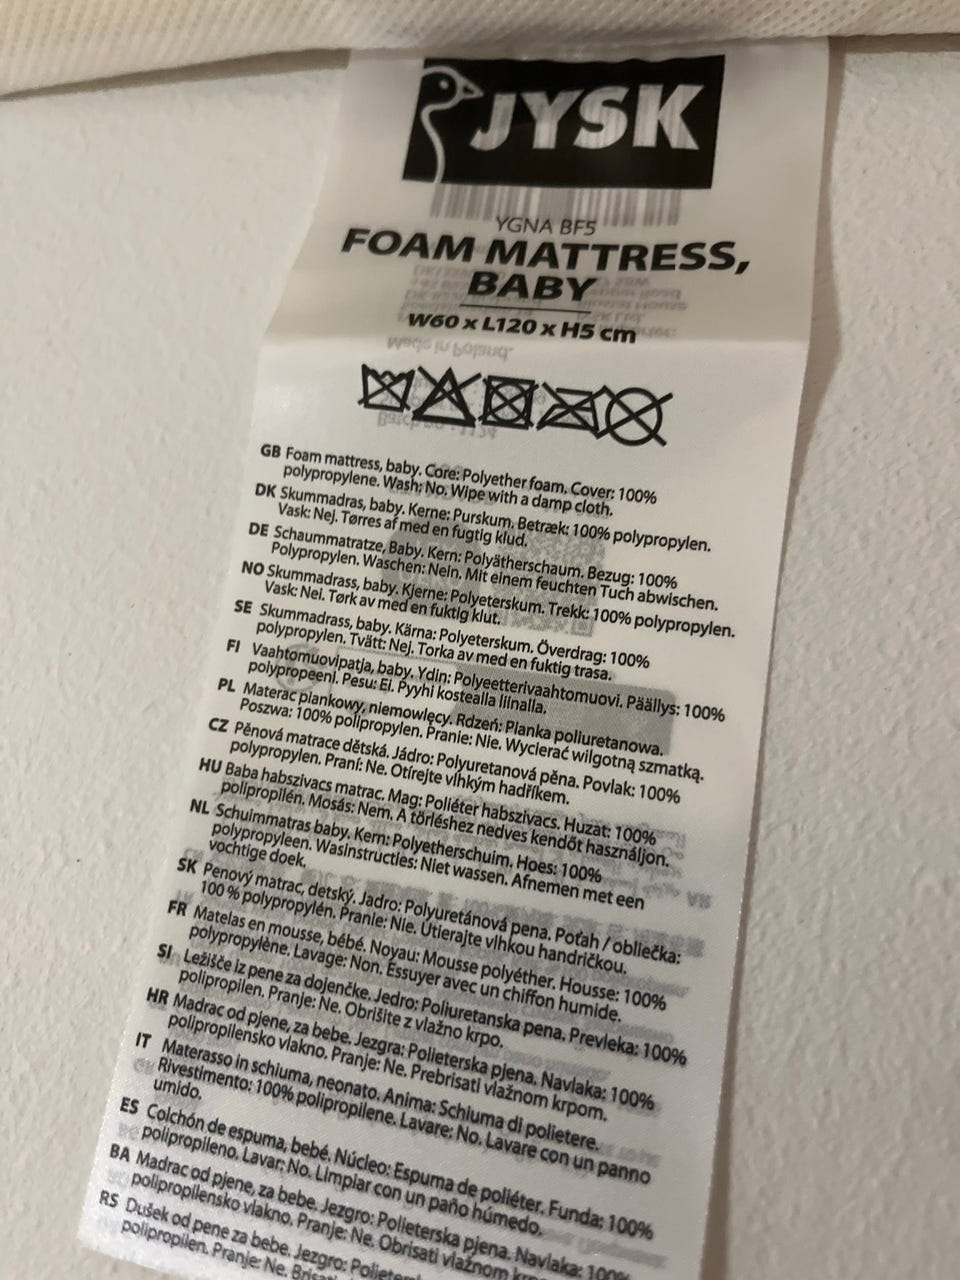 JYSK
YGNA BF5
FOAM MATTRESS,
BABY
W60 x L120 x H5 cm
Made in Poland.
GB Foam mattress, baby. Core: Polyether foam. Cover: 100%
polypropylene. Wash: No. Wipe with a damp cloth.
DK Skummadras, baby. Kerne: Purskum. Betræk: 100% polypropylen.
Vask: Nej. Tørres af med en fugtig klud.
DE Schaummatratze, Baby. Kern: Polyätherschaum. Bezug: 100%
Polypropylen. Waschen: Nein. Mit einem feuchten Tuch abwischen.
NO Skummadrass, baby. Kjerne: Polyeterskum. Trekk: 100% polypropylen.
Vask: Nei. Tørk av med en fuktig klut.
SE Skummadrass, baby. Kärna: Polyeterskum. Överdrag: 100%
polypropylen. Tvätt: Nej. Torka av med en fuktig trasa.
FI Vaahtomuovipatja, baby. Ydin: Polyeetterivaahtomuovi. Päällys: 100%
polypropeeni. Pesu: Ei. Pyyhi kostealla liinalla.
PL Materac piankowy, niemowlęcy. Rdzeń: Pianka poliuretanowa.
Poszwa: 100% polipropylen. Pranie: Nie. Wycierać wilgotną szmatką.
CZ Pěnová matrace dětská. Jádro: Polyuretanová pěna. Povlak: 100%
polypropylen. Praní: Ne. Otírejte vlhkým hadříkem.
HU Baba habszivacs matrac. Mag: Poliéter habszivacs. Huzat: 100%
polipropilén. Mosás: Nem. A törléshez nedves kendőt használjon.
NL Schuimmatras baby. Kern: Polyetherschuim. Hoes: 100%
polypropyleen. Wasinstructies: Niet wassen. Afnemen met een
vochtige doek.
SK Penový matrac, detský. Jadro: Polyuretánová pena. Poťah / obliečka:
100 % polypropylén. Pranie: Nie. Utierajte vlhkou handričkou.
FR Matelas en mousse, bébé. Noyau: Mousse polyéther. Housse: 100%
polypropylène. Lavage: Non. Essuyer avec un chiffon humide.
SI Ležišče iz pene za dojenčke. Jedro: Poliuretanska pena. Prevleka: 100%
polipropilen. Pranje: Ne. Obrišite z vlažno krpo.
HR Madrac od pjene, za bebe. Jezgra: Polieterska pjena. Navlaka: 100%
polipropilensko vlakno. Pranje: Ne. Prebrisati vlažnom krpom.
IT Materasso in schiuma, neonato. Anima: Schiuma di polietere.
Rivestimento: 100% polipropilene. Lavare: No. Lavare con un panno
umido.
ES Colchón de espuma, bebé. Núcleo: Espuma de poliéter. Funda: 100%
polipropileno. Lavar: No. Limpiar con un paño húmedo.
BA Madrac od pjene, za bebe. Jezgro: Polieterska pjena. Navlaka: 100%
polipropilensko vlakno. Pranje: Ne. Obrisati vlažnom
RS Dušek od pene za bebe. Jezgro:
polipropilen. Pranje: Ne.